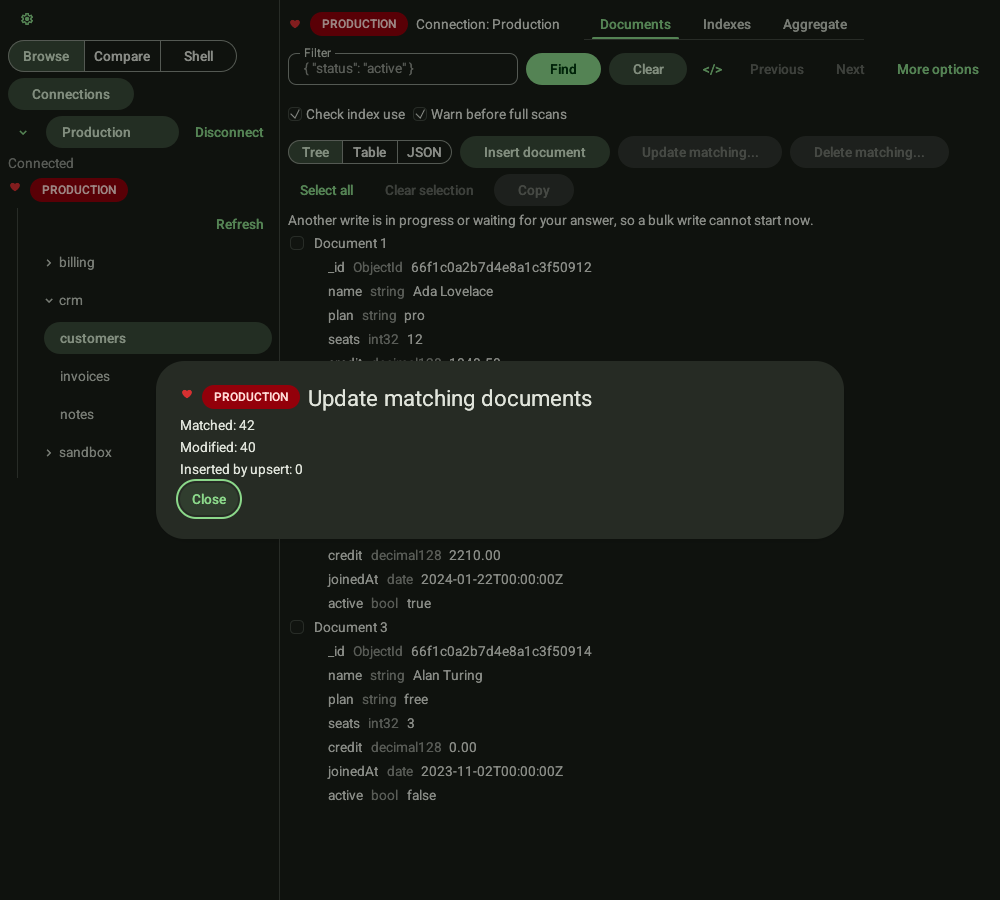 Browse Compare Shell
Connections
Production Disconnect
Connected
PRODUCTION
Refresh
billing
crm
customers
invoices
notes
sandbox
PRODUCTION Connection: Production Documents Indexes Aggregate
Filter
{ "status": "active" } Find Clear </> Previous Next More options
Check index use Warn before full scans
Tree Table JSON Insert document Update matching... Delete matching...
Select all Clear selection Copy
Another write is in progress or waiting for your answer, so a bulk write cannot start now.
Document 1
_id ObjectId 66f1c0a2b7d4e8a1c3f50912
name string Ada Lovelace
plan string pro
seats int32 12
PRODUCTION Update matching documents
Matched: 42
Modified: 40
Inserted by upsert: 0
Close
credit decimal128 2210.00
joinedAt date 2024-01-22T00:00:00Z
active bool true
Document 3
_id ObjectId 66f1c0a2b7d4e8a1c3f50914
name string Alan Turing
plan string free
seats int32 3
credit decimal128 0.00
joinedAt date 2023-11-02T00:00:00Z
active bool false